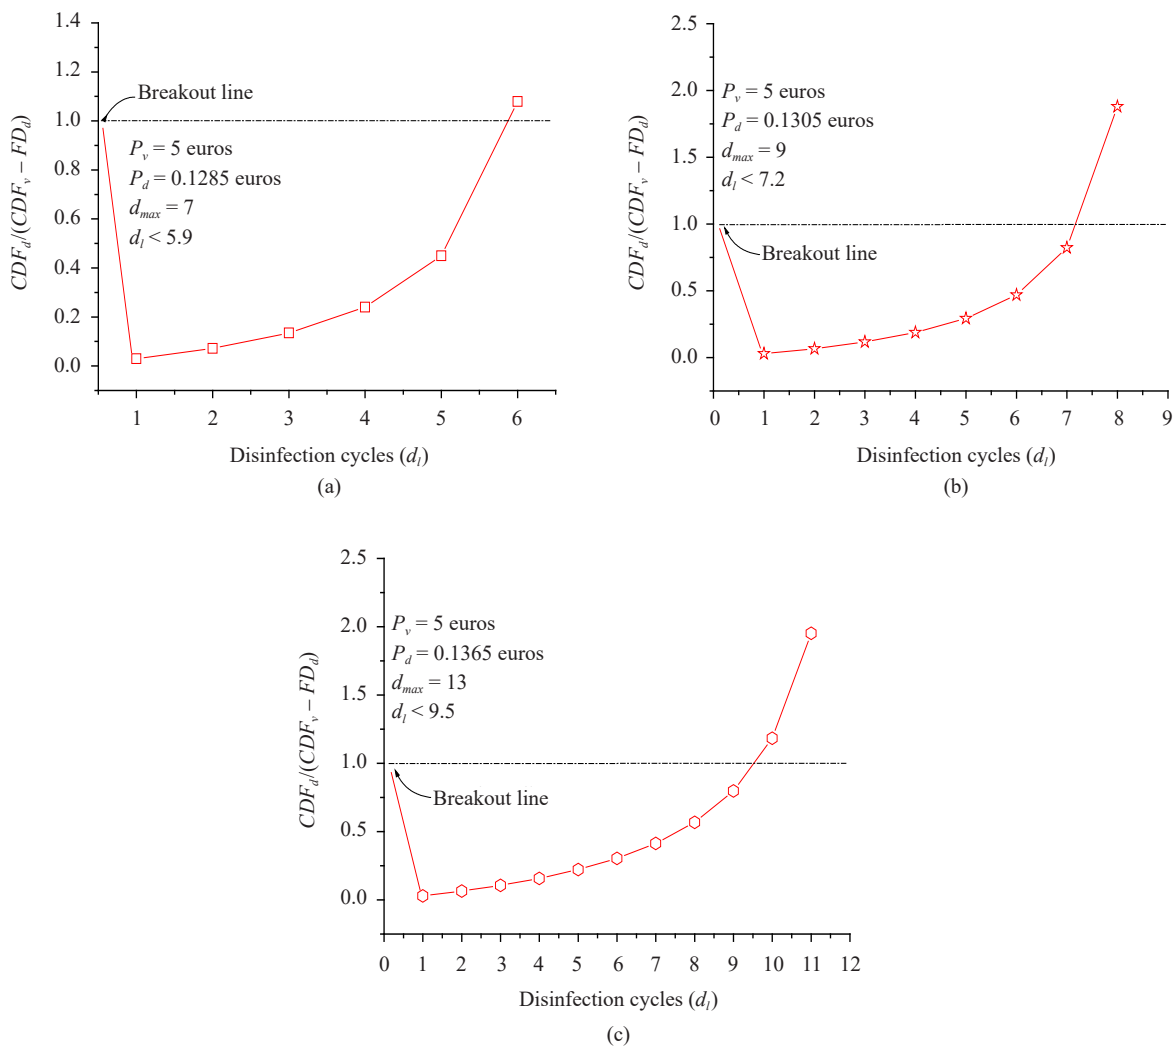 1.4
1.2
1.0
0.8
0.6
0.4
0.2
0.0
CDF_d/(CDF_v – FD_d)
Breakout line
P_v = 5 euros
P_d = 0.1285 euros
d_max = 7
d_l < 5.9
1 2 3 4 5 6
Disinfection cycles (d_l)
(a)
2.5
2.0
1.5
1.0
0.5
0.0
CDF_d/(CDF_v – FD_d)
P_v = 5 euros
P_d = 0.1305 euros
d_max = 9
d_l < 7.2
Breakout line
0 1 2 3 4 5 6 7 8 9
Disinfection cycles (d_l)
(b)
2.5
2.0
1.5
1.0
0.5
0.0
CDF_d/(CDF_v – FD_d)
P_v = 5 euros
P_d = 0.1365 euros
d_max = 13
d_l < 9.5
Breakout line
0 1 2 3 4 5 6 7 8 9 10 11 12
Disinfection cycles (d_l)
(c)